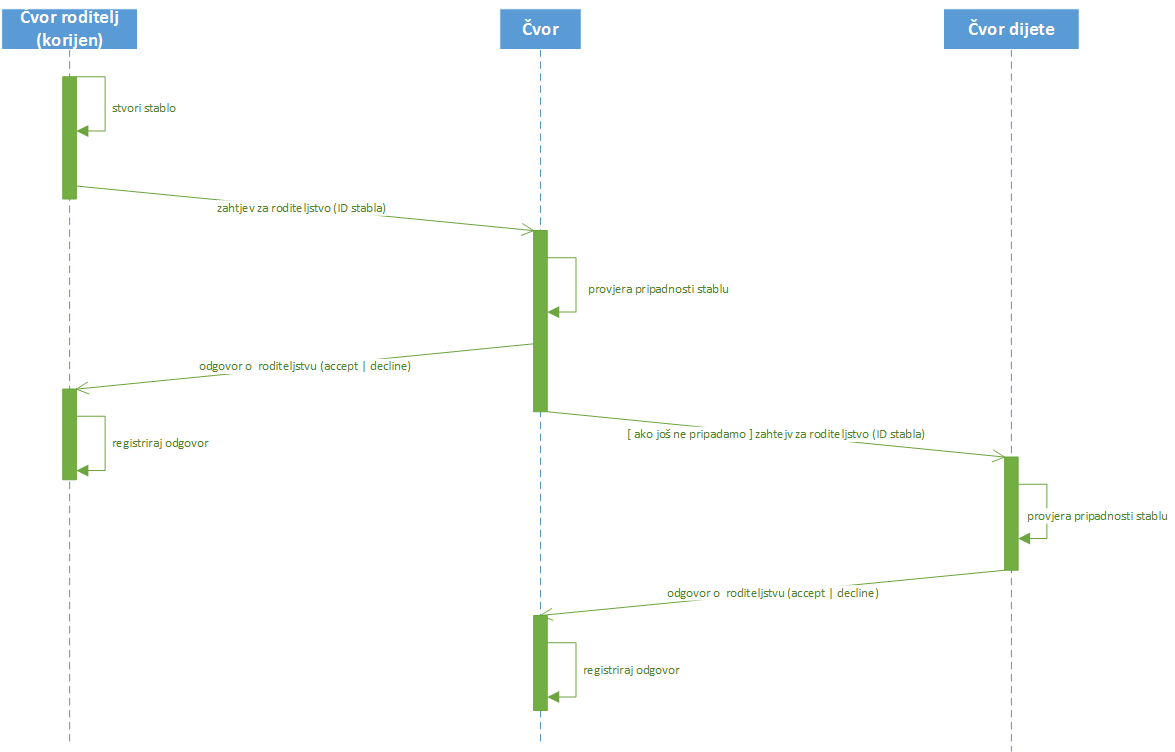 Čvor roditelj
(korijen)
Čvor
Čvor dijete
stvori stablo
zahtjev za roditeljstvo (ID stabla)
provjera pripadnosti stablu
odgovor o roditeljstvu (accept | decline)
registriraj odgovor
[ ako još ne pripadamo ] zahtejv za roditeljstvo (ID stabla)
provjera pripadnosti stablu
odgovor o roditeljstvu (accept | decline)
registriraj odgovor